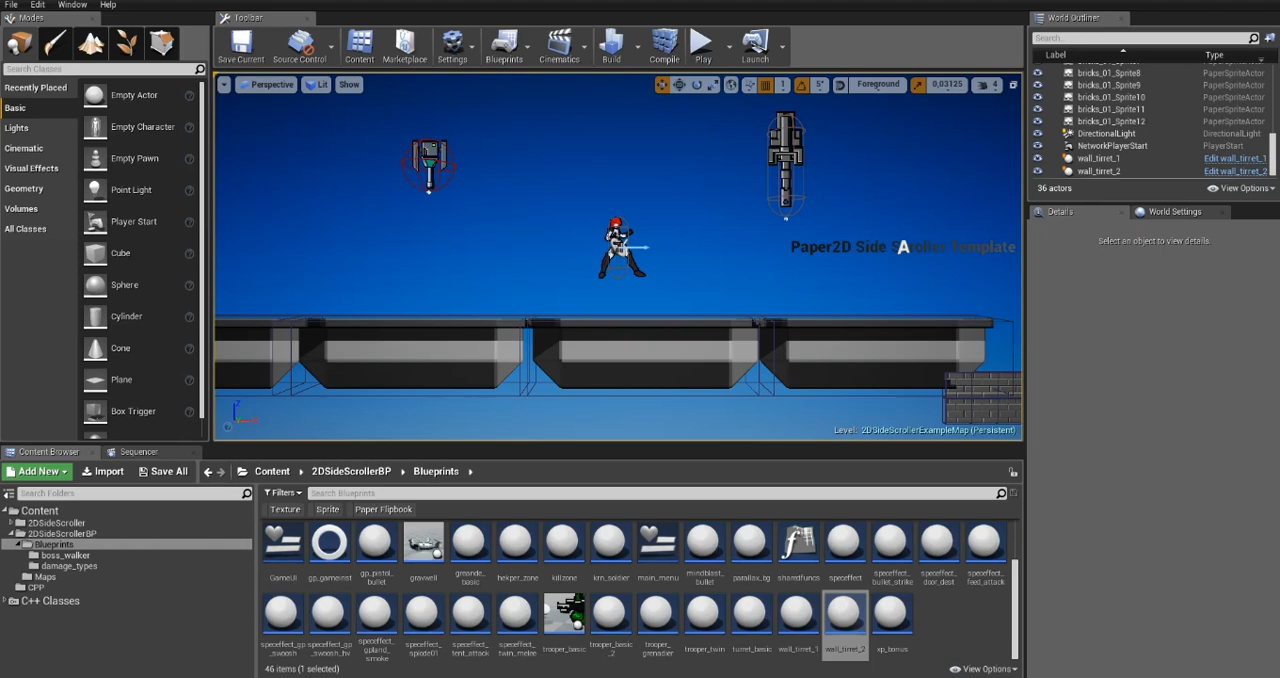 File Edit Window Help
Modes
Toolbar
World Outliner
Save Current
Source Control
Content
Marketplace
Settings
Blueprints
Cinematics
Build
Compile
Play
Launch
Search...
Label
Type
Search Classes
Recently Placed
Basic
Lights
Cinematic
Visual Effects
Geometry
Volumes
All Classes
Empty Actor
Empty Character
Empty Pawn
Point Light
Player Start
Cube
Sphere
Cylinder
Cone
Plane
Box Trigger
Perspective
Lit
Show
1
5°
Foreground
0,03125
4
bricks_01_Sprite8 PaperSpriteActor
bricks_01_Sprite9 PaperSpriteActor
bricks_01_Sprite10 PaperSpriteActor
bricks_01_Sprite11 PaperSpriteActor
bricks_01_Sprite12 PaperSpriteActor
DirectionalLight DirectionalLight
NetworkPlayerStart PlayerStart
wall_tirret_1 Edit wall_tirret_1
wall_tirret_2 Edit wall_tirret_2
36 actors
View Options
Details
World Settings
Select an object to view details.
Paper2D Side Scroller Template
Level: 2DSideScrollerExampleMap (Persistent)
Content Browser
Sequencer
Add New
Import
Save All
Content
2DSideScrollerBP
Blueprints
Search Folders
Content
2DSideScroller
2DSideScrollerBP
Blueprints
boss_walker
damage_types
Maps
CPP
C++ Classes
Filters
Search Blueprints
Texture
Sprite
Paper Flipbook
GameUI
gp_gameinst
gp_pistol_bullet
gravwell
hekper_zone
killzone
krn_soldier
main_menu
mindblast_bullet
parallax_bg
sharedfuncs
speceffect
speceffect_bullet_strike
speceffect_door_dest
speceffect_feed_attack
speceffect_gp_swoosh
speceffect_gp_swoosh_hv
speceffect_gpland_smoke
speceffect_splode01
speceffect_tent_attack
speceffect_twin_melee
trooper_basic
trooper_basic_2
trooper_grenadier
trooper_twin
turret_basic
wall_tirret_1
wall_tirret_2
xp_bonus
46 items (1 selected)
View Options